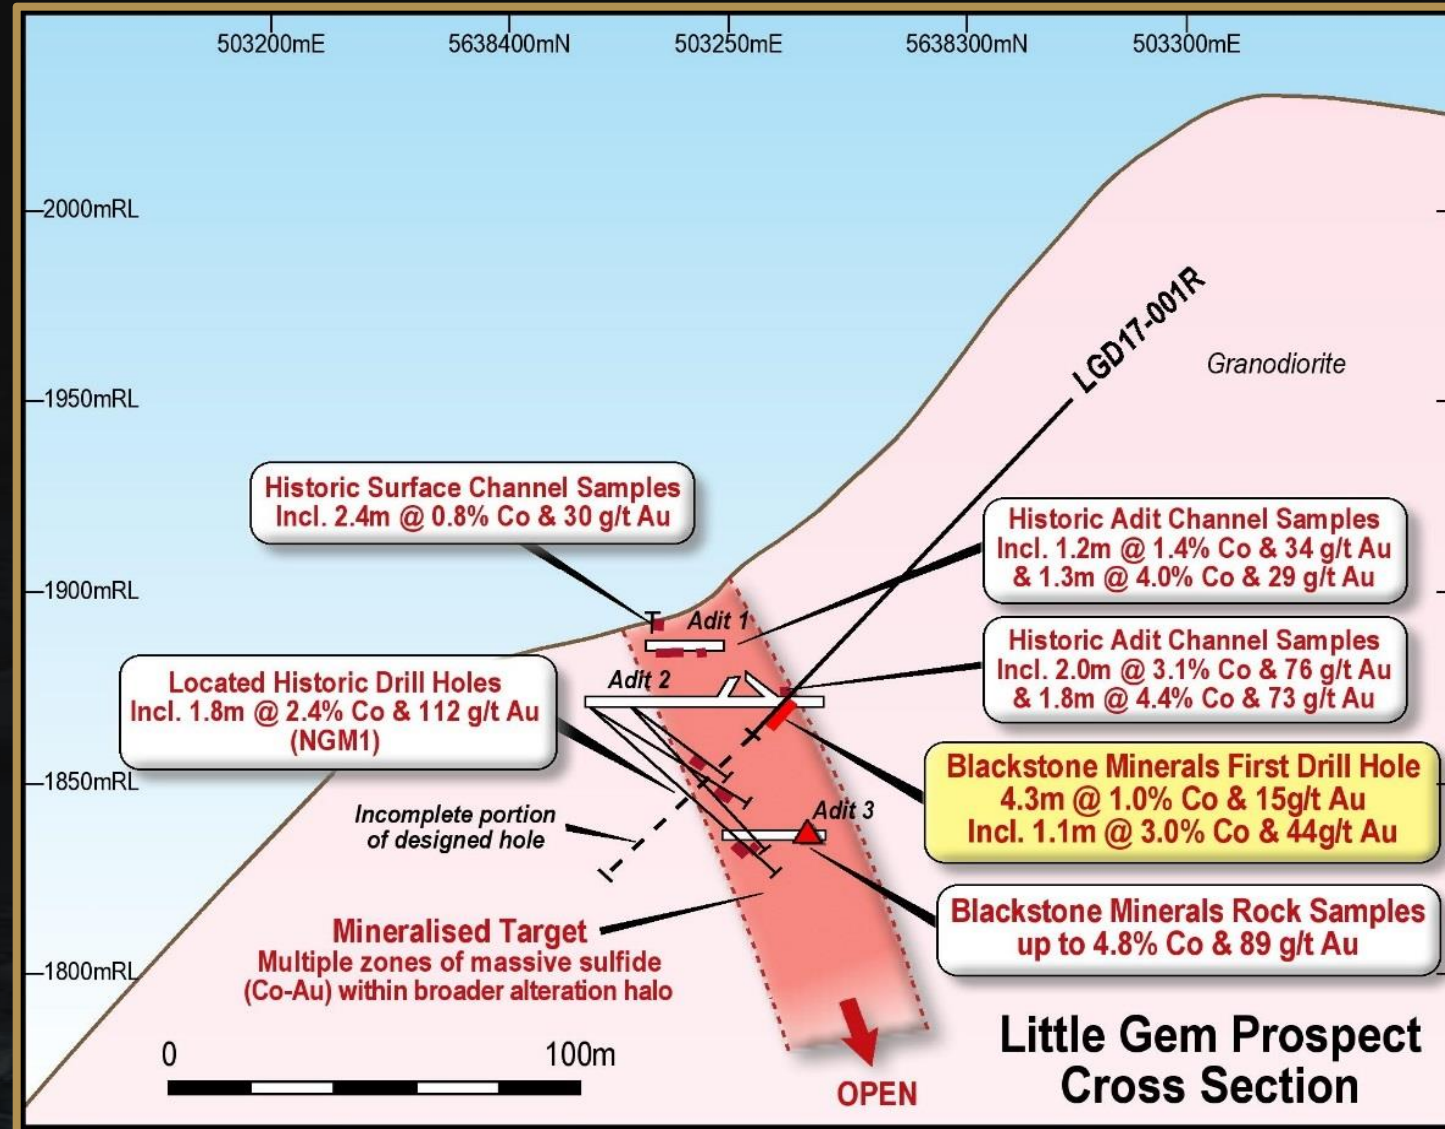 503200mE
5638400mN
503250mE
5638300mN
503300mE
2000mRL
1950mRL
1900mRL
1850mRL
1800mRL
LGD17-001R
Granodiorite
Historic Surface Channel Samples
Incl. 2.4m @ 0.8% Co & 30 g/t Au
Historic Adit Channel Samples
Incl. 1.2m @ 1.4% Co & 34 g/t Au
& 1.3m @ 4.0% Co & 29 g/t Au
Adit 1
Historic Adit Channel Samples
Incl. 2.0m @ 3.1% Co & 76 g/t Au
& 1.8m @ 4.4% Co & 73 g/t Au
Adit 2
Located Historic Drill Holes
Incl. 1.8m @ 2.4% Co & 112 g/t Au
(NGM1)
Blackstone Minerals First Drill Hole
4.3m @ 1.0% Co & 15g/t Au
Incl. 1.1m @ 3.0% Co & 44g/t Au
Incomplete portion
of designed hole
Adit 3
Blackstone Minerals Rock Samples
up to 4.8% Co & 89 g/t Au
Mineralised Target
Multiple zones of massive sulfide
(Co-Au) within broader alteration halo
0
100m
OPEN
Little Gem Prospect
Cross Section